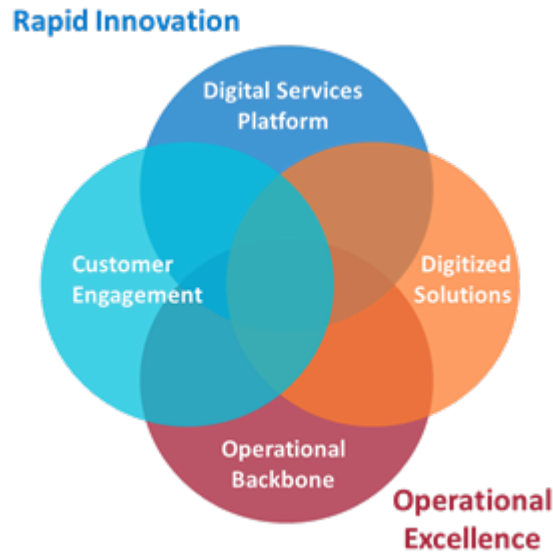 Rapid Innovation
Digital Services
Platform
Customer
Engagement
Digitized
Solutions
Operational
Backbone
Operational
Excellence